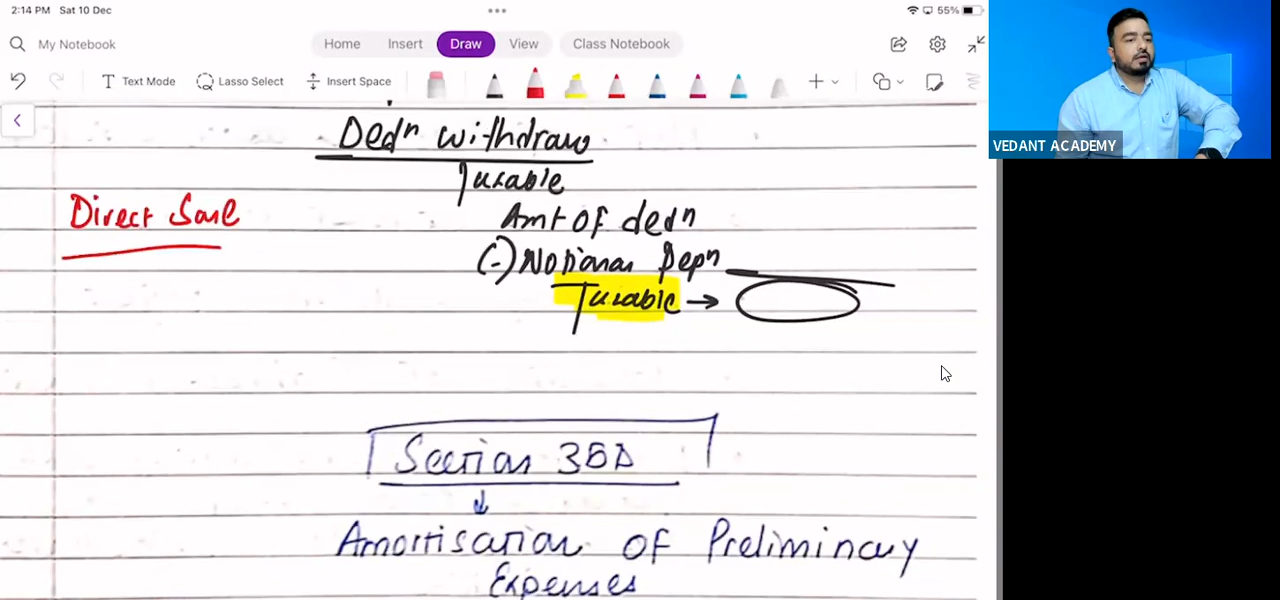 2:14 PM Sat 10 Dec
55%
My Notebook
Home Insert Draw View Class Notebook
Text Mode Lasso Select Insert Space
VEDANT ACADEMY
Dedⁿ withdraw
Taxable
Direct Sale
Amt of dedⁿ
(-) Notional Depⁿ
Taxable →
Section 35D
↓
Amortisation of Preliminary
Expenses